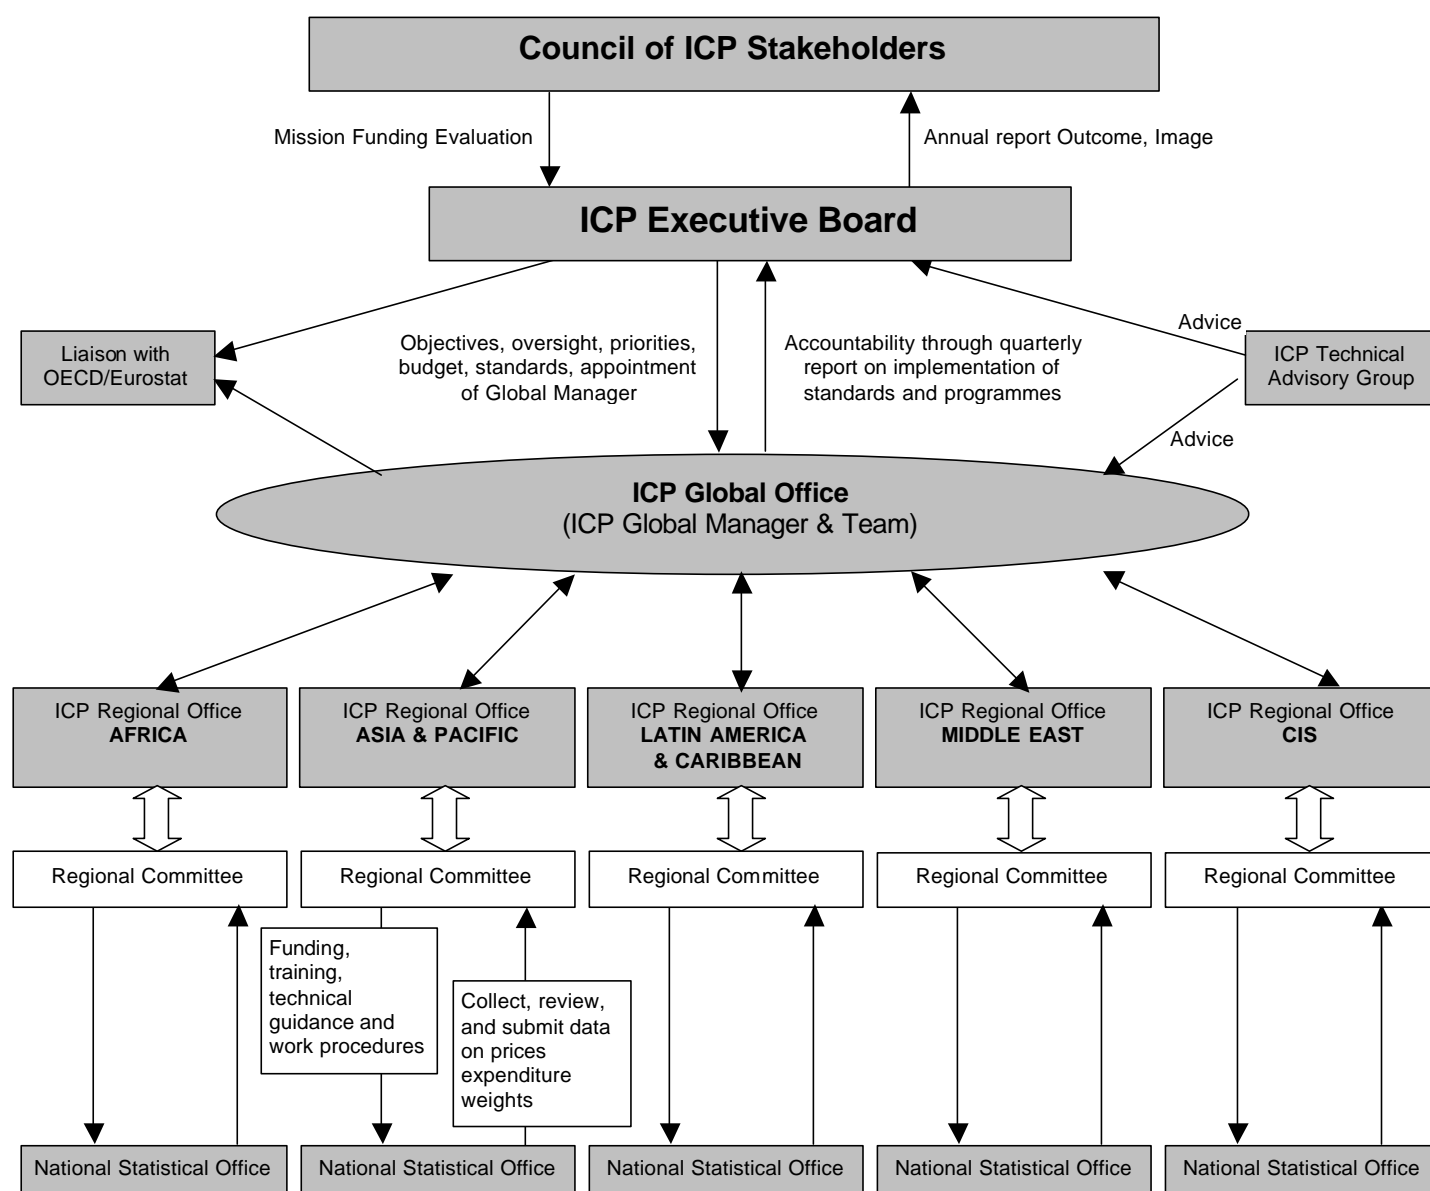 Council of ICP Stakeholders
Mission Funding Evaluation
Annual report Outcome, Image
ICP Executive Board
Liaison with
OECD/Eurostat
Objectives, oversight, priorities,
budget, standards, appointment
of Global Manager
Accountability through quarterly
report on implementation of
standards and programmes
Advice
ICP Technical
Advisory Group
Advice
ICP Global Office
(ICP Global Manager & Team)
ICP Regional Office
AFRICA
ICP Regional Office
ASIA & PACIFIC
ICP Regional Office
LATIN AMERICA
& CARIBBEAN
ICP Regional Office
MIDDLE EAST
ICP Regional Office
CIS
Regional Committee
Regional Committee
Regional Committee
Regional Committee
Regional Committee
Funding,
training,
technical
guidance and
work procedures
Collect, review,
and submit data
on prices
expenditure
weights
National Statistical Office
National Statistical Office
National Statistical Office
National Statistical Office
National Statistical Office